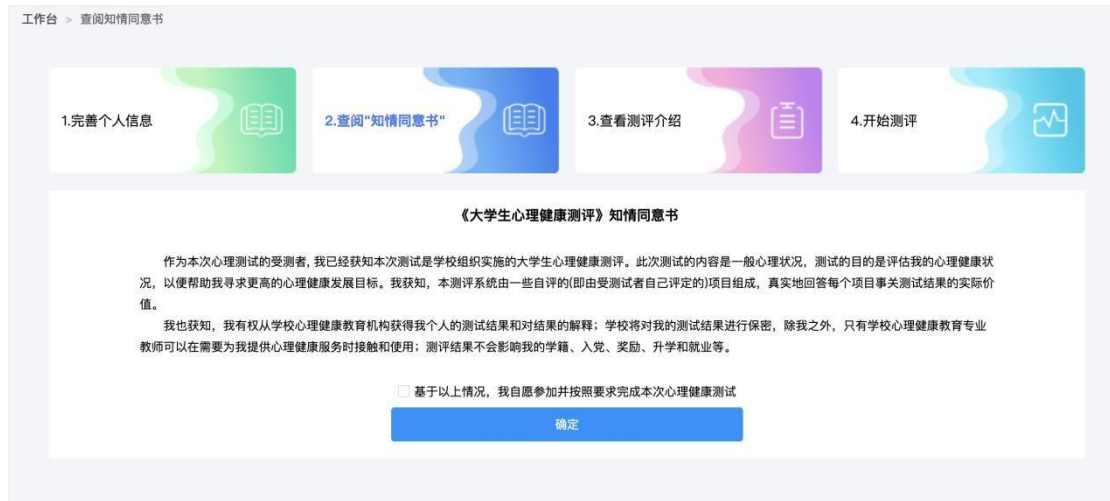 工作台 > 查阅知情同意书
1.完善个人信息
2.查阅"知情同意书"
3.查看测评介绍
4.开始测评
《大学生心理健康测评》知情同意书
作为本次心理测试的受测者, 我已经获知本次测试是学校组织实施的大学生心理健康测评。此次测试的内容是一般心理状况，测试的目的是评估我的心理健康状
况，以便帮助我寻求更高的心理健康发展目标。我获知，本测评系统由一些自评的(即由受测试者自己评定的)项目组成，真实地回答每个项目事关测试结果的实际价
值。
我也获知，我有权从学校心理健康教育机构获得我个人的测试结果和对结果的解释；学校将对我的测试结果进行保密，除我之外，只有学校心理健康教育专业
教师可以在需要为我提供心理健康服务时接触和使用；测评结果不会影响我的学籍、入党、奖励、升学和就业等。
基于以上情况，我自愿参加并按照要求完成本次心理健康测试
确定